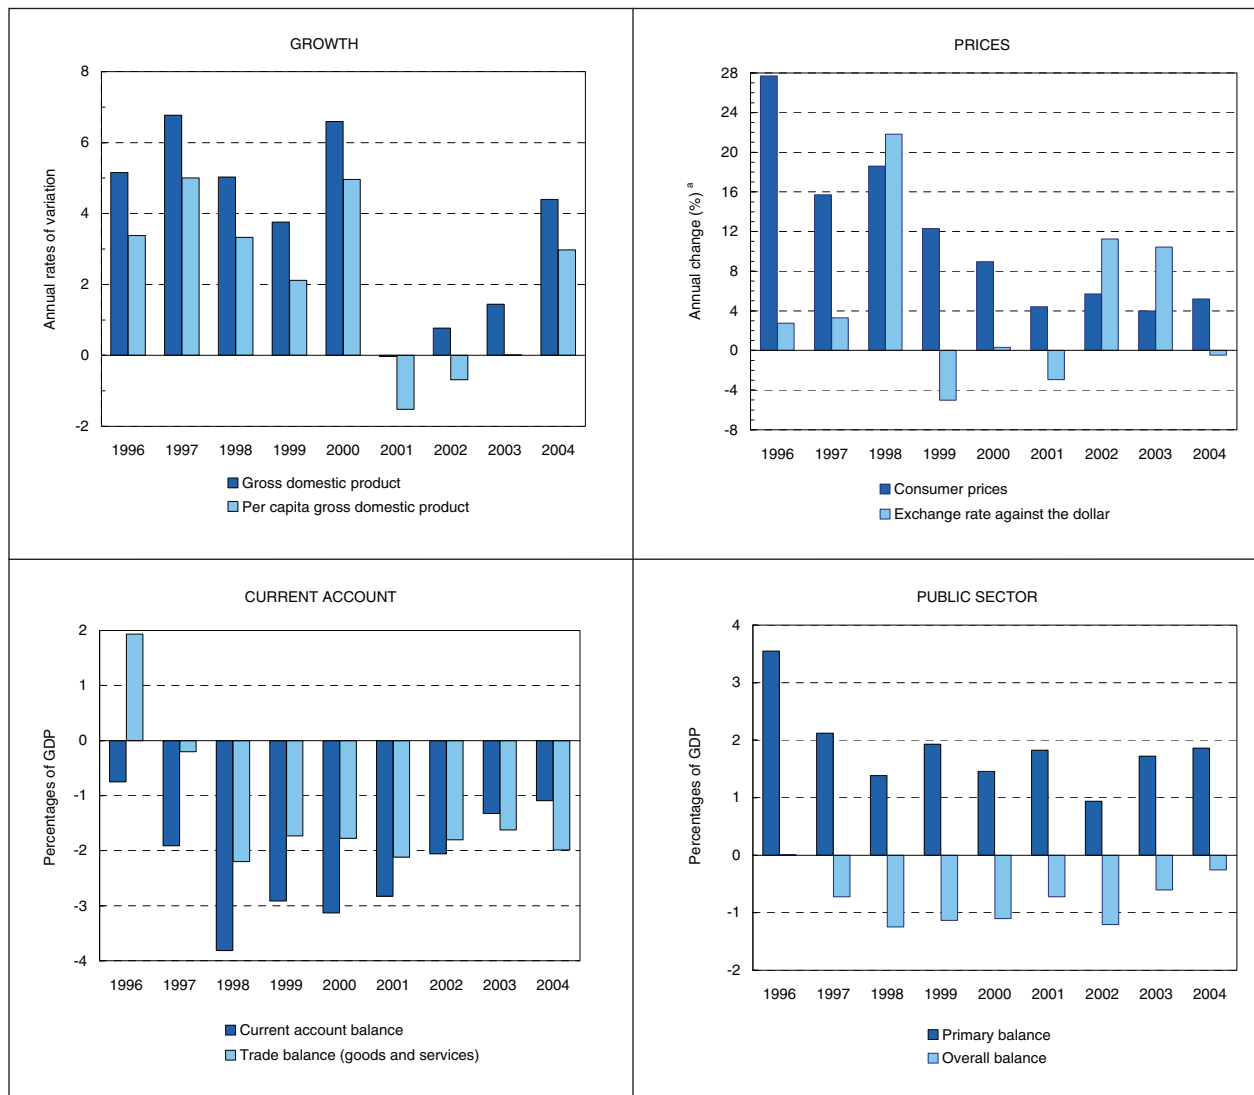 GROWTH
Annual rates of variation
8
6
4
2
0
-2
1996 1997 1998 1999 2000 2001 2002 2003 2004
Gross domestic product
Per capita gross domestic product
PRICES
Annual change (%) a
28
24
20
16
12
8
4
0
-4
-8
1996 1997 1998 1999 2000 2001 2002 2003 2004
Consumer prices
Exchange rate against the dollar
CURRENT ACCOUNT
Percentages of GDP
2
1
0
-1
-2
-3
-4
1996 1997 1998 1999 2000 2001 2002 2003 2004
Current account balance
Trade balance (goods and services)
PUBLIC SECTOR
Percentages of GDP
4
3
2
1
0
-1
-2
1996 1997 1998 1999 2000 2001 2002 2003 2004
Primary balance
Overall balance